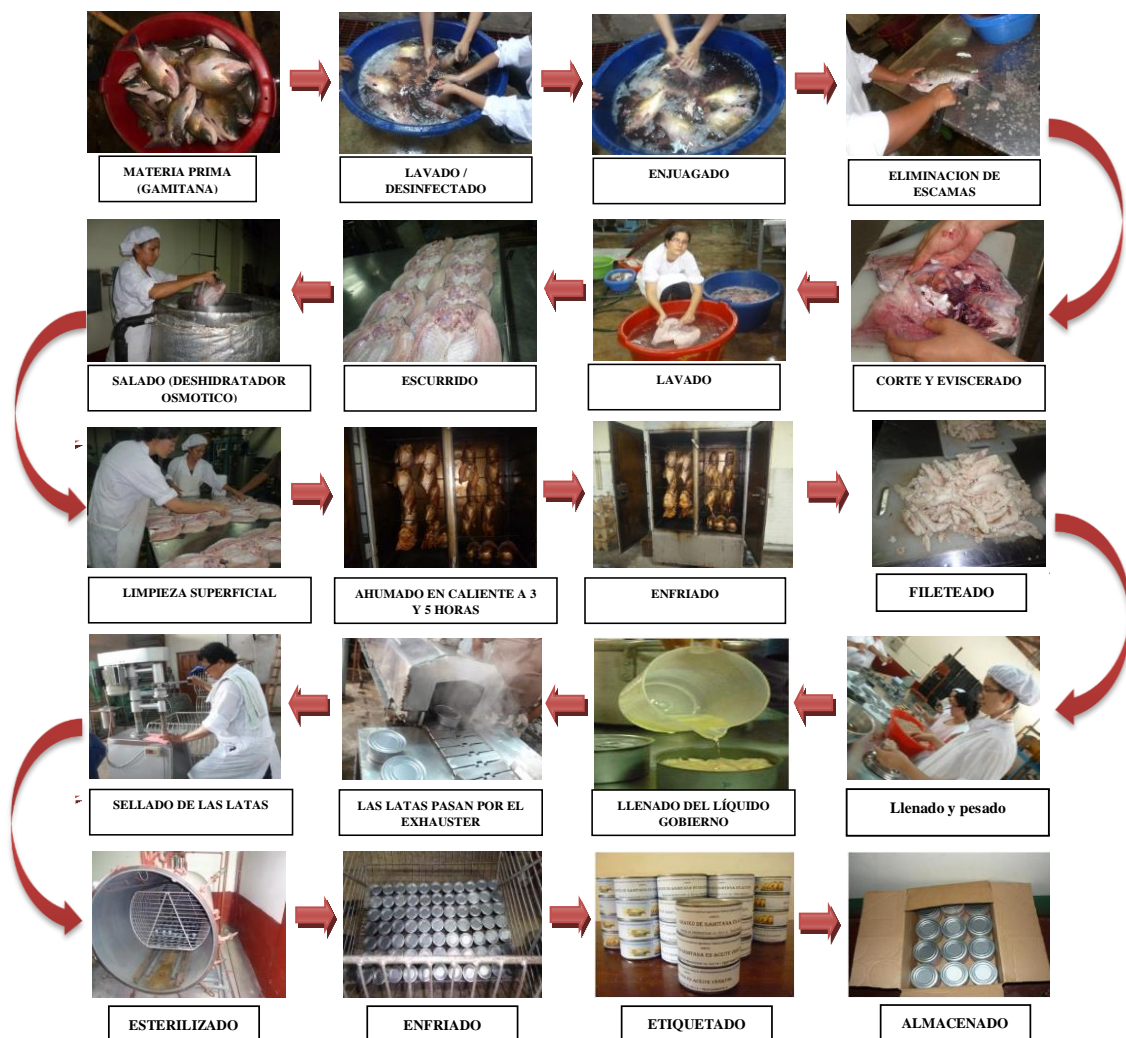 MATERIA PRIMA
(GAMITANA)
LAVADO /
DESINFECTADO
ENJUAGADO
ELIMINACION DE
ESCAMAS
SALADO (DESHIDRATADOR
OSMOTICO)
ESCURRIDO
LAVADO
CORTE Y EVISCERADO
LIMPIEZA SUPERFICIAL
AHUMADO EN CALIENTE A 3
Y 5 HORAS
ENFRIADO
FILETEADO
SELLADO DE LAS LATAS
LAS LATAS PASAN POR EL
EXHAUSTER
LLENADO DEL LÍQUIDO
GOBIERNO
Llenado y pesado
ESTERILIZADO
ENFRIADO
ETIQUETADO
ALMACENADO